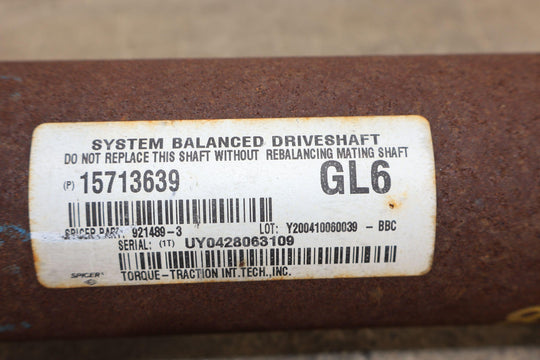 SYSTEM BALANCED DRIVESHAFT
DO NOT REPLACE THIS SHAFT WITHOUT REBALANCING MATING SHAFT
(P) 15713639 GL6
SPICER PART: 921489-3 LOT: Y200410060039 - BBC
SERIAL: (1T) UY0428063109
SPICER TORQUE-TRACTION INT.TECH.,INC.